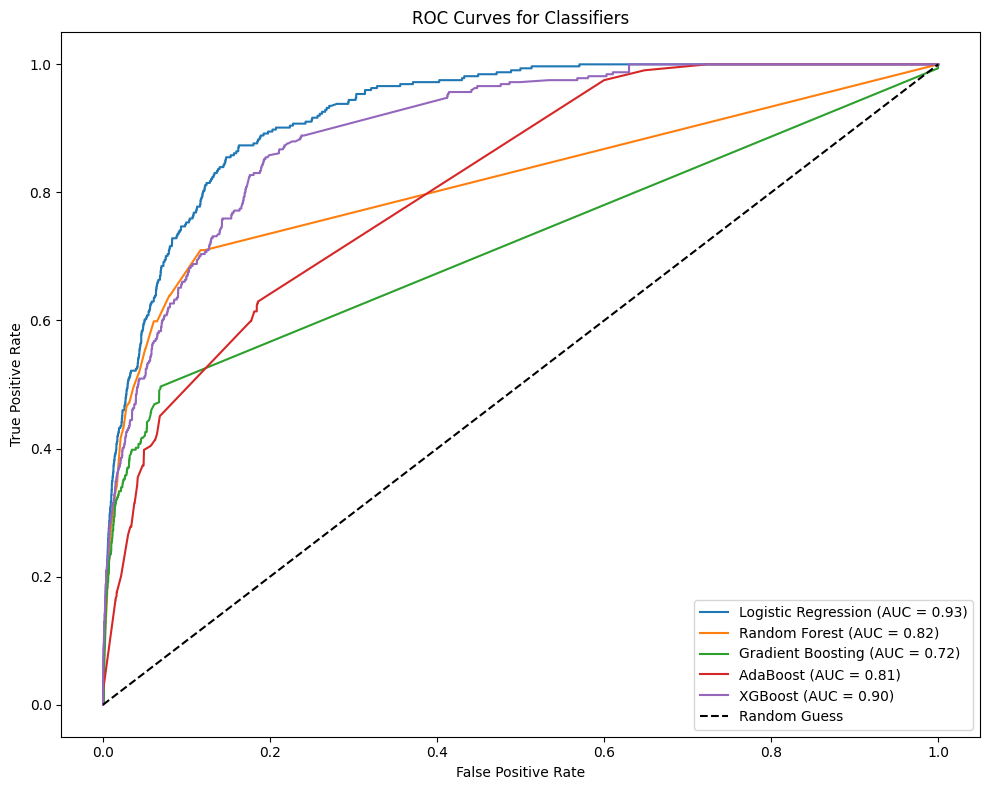 ROC Curves for Classifiers
True Positive Rate
1.0
0.8
0.6
0.4
0.2
0.0
Logistic Regression (AUC = 0.93)
Random Forest (AUC = 0.82)
Gradient Boosting (AUC = 0.72)
AdaBoost (AUC = 0.81)
XGBoost (AUC = 0.90)
Random Guess
0.0 0.2 0.4 0.6 0.8 1.0
False Positive Rate